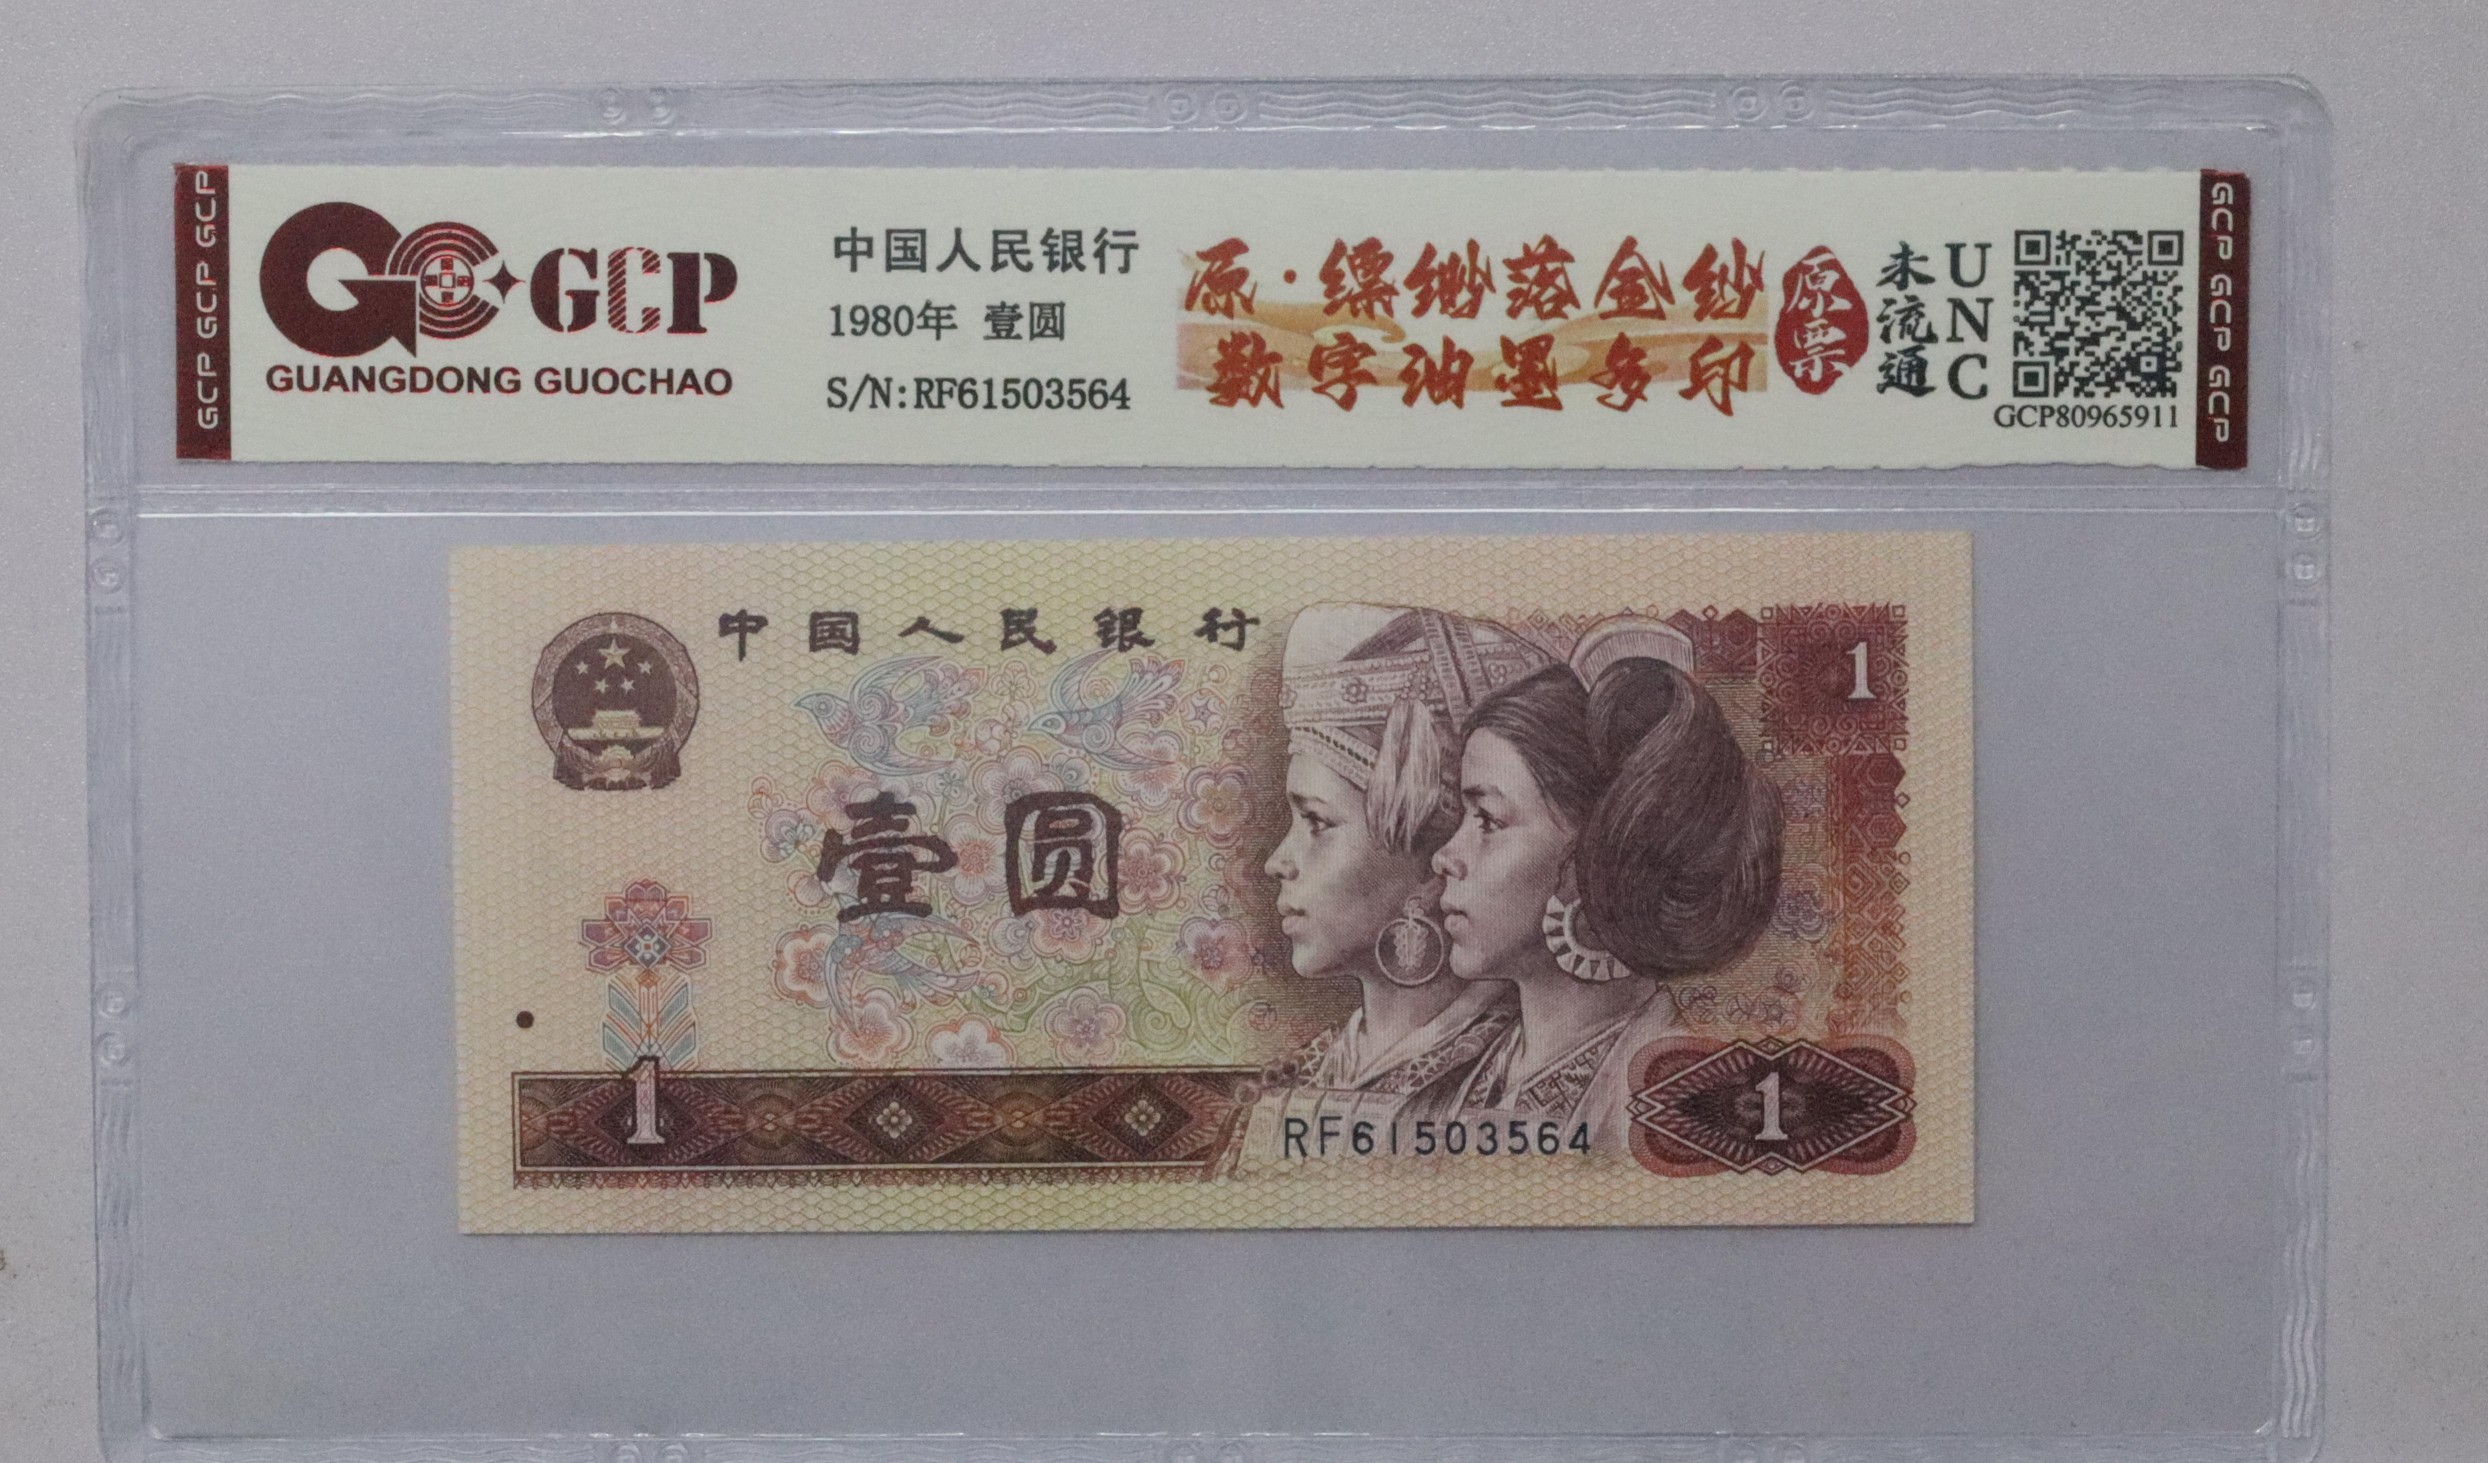 GCP GCP GCP
GCP
GUANGDONG GUOCHAO
中国人民银行
1980年 壹圆
S/N:RF61503564
原·缥缈落金纱
数字油墨多印
原票
未流通
UNC
GCP80965911
GCP GCP GCP
中国人民银行
1
壹圆
1
RF61503564
1